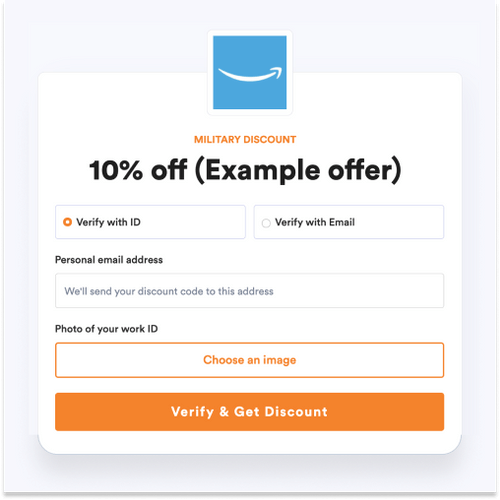 MILITARY DISCOUNT
10% off (Example offer)
Verify with ID
Verify with Email
Personal email address
We'll send your discount code to this address
Photo of your work ID
Choose an image
Verify & Get Discount